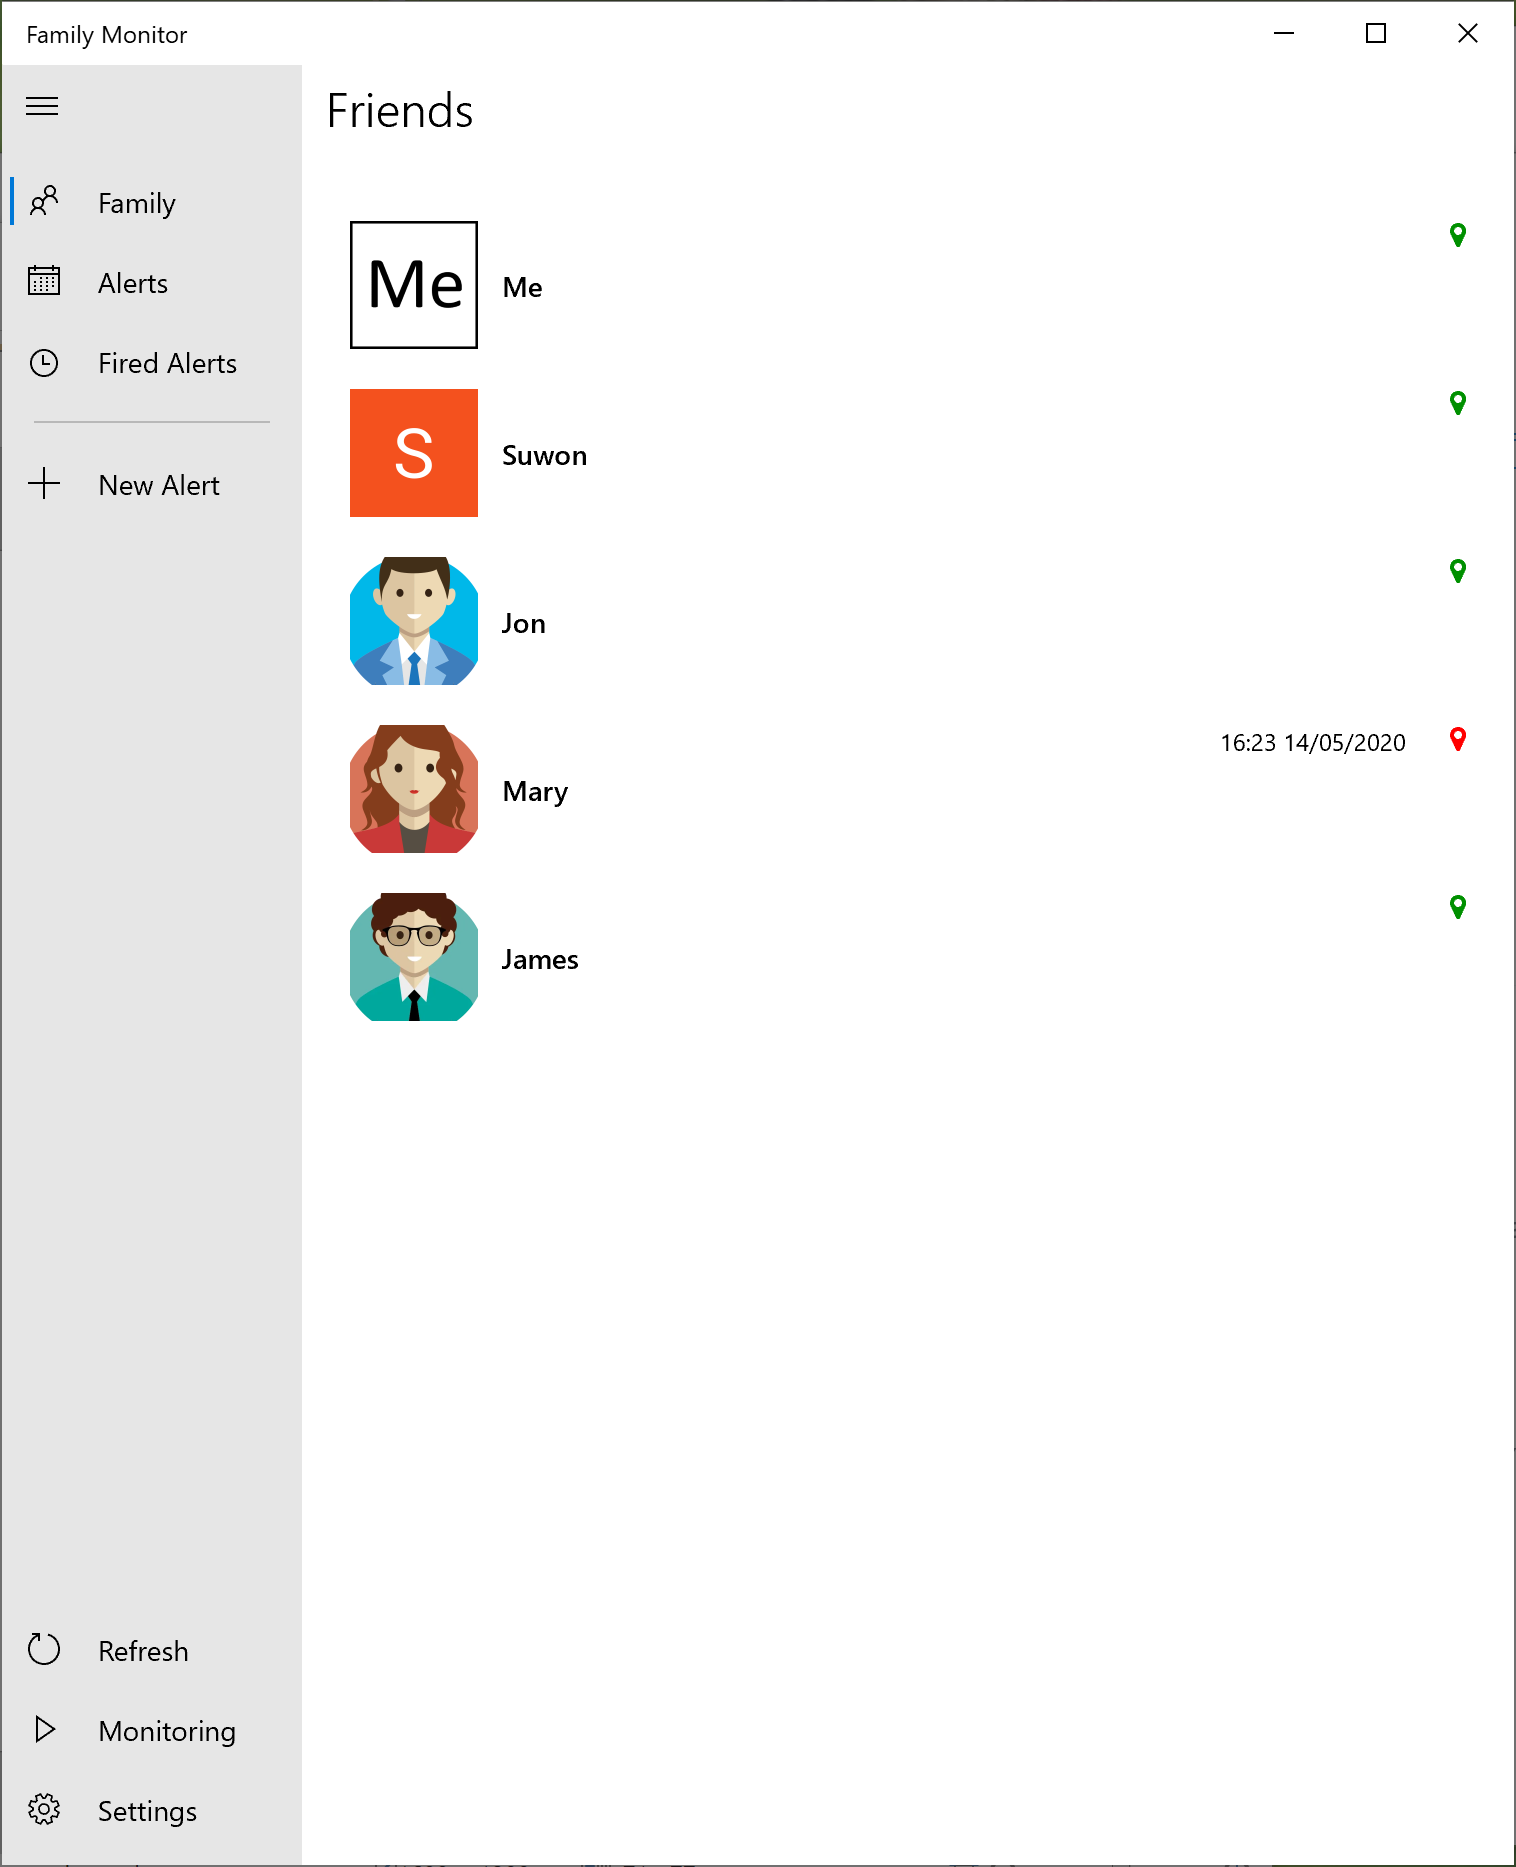 Family Monitor
Friends
Family
Alerts
Fired Alerts
New Alert
Me
Me
S
Suwon
Jon
16:23 14/05/2020
Mary
James
Refresh
Monitoring
Settings